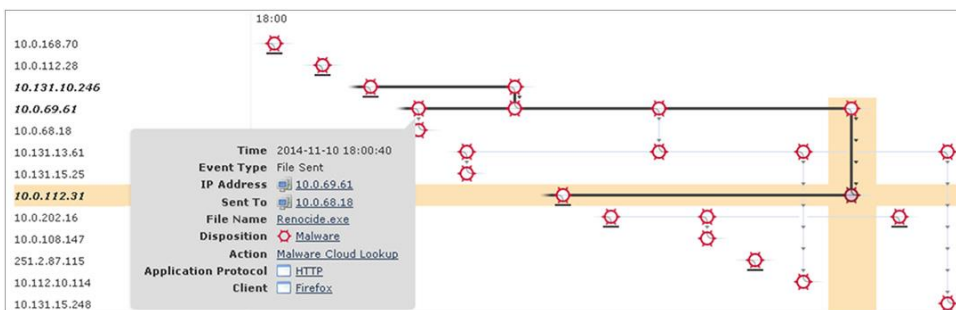 18:00
10.0.168.70
10.0.112.28
10.131.10.246
10.0.69.61
10.0.68.18
10.131.13.61
10.131.15.25
10.0.112.31
10.0.202.16
10.0.108.147
251.2.87.115
10.112.10.114
10.131.15.248
Time 2014-11-10 18:00:40
Event Type File Sent
IP Address 10.0.69.61
Sent To 10.0.68.18
File Name Renocide.exe
Disposition Malware
Action Malware Cloud Lookup
Application Protocol HTTP
Client Firefox